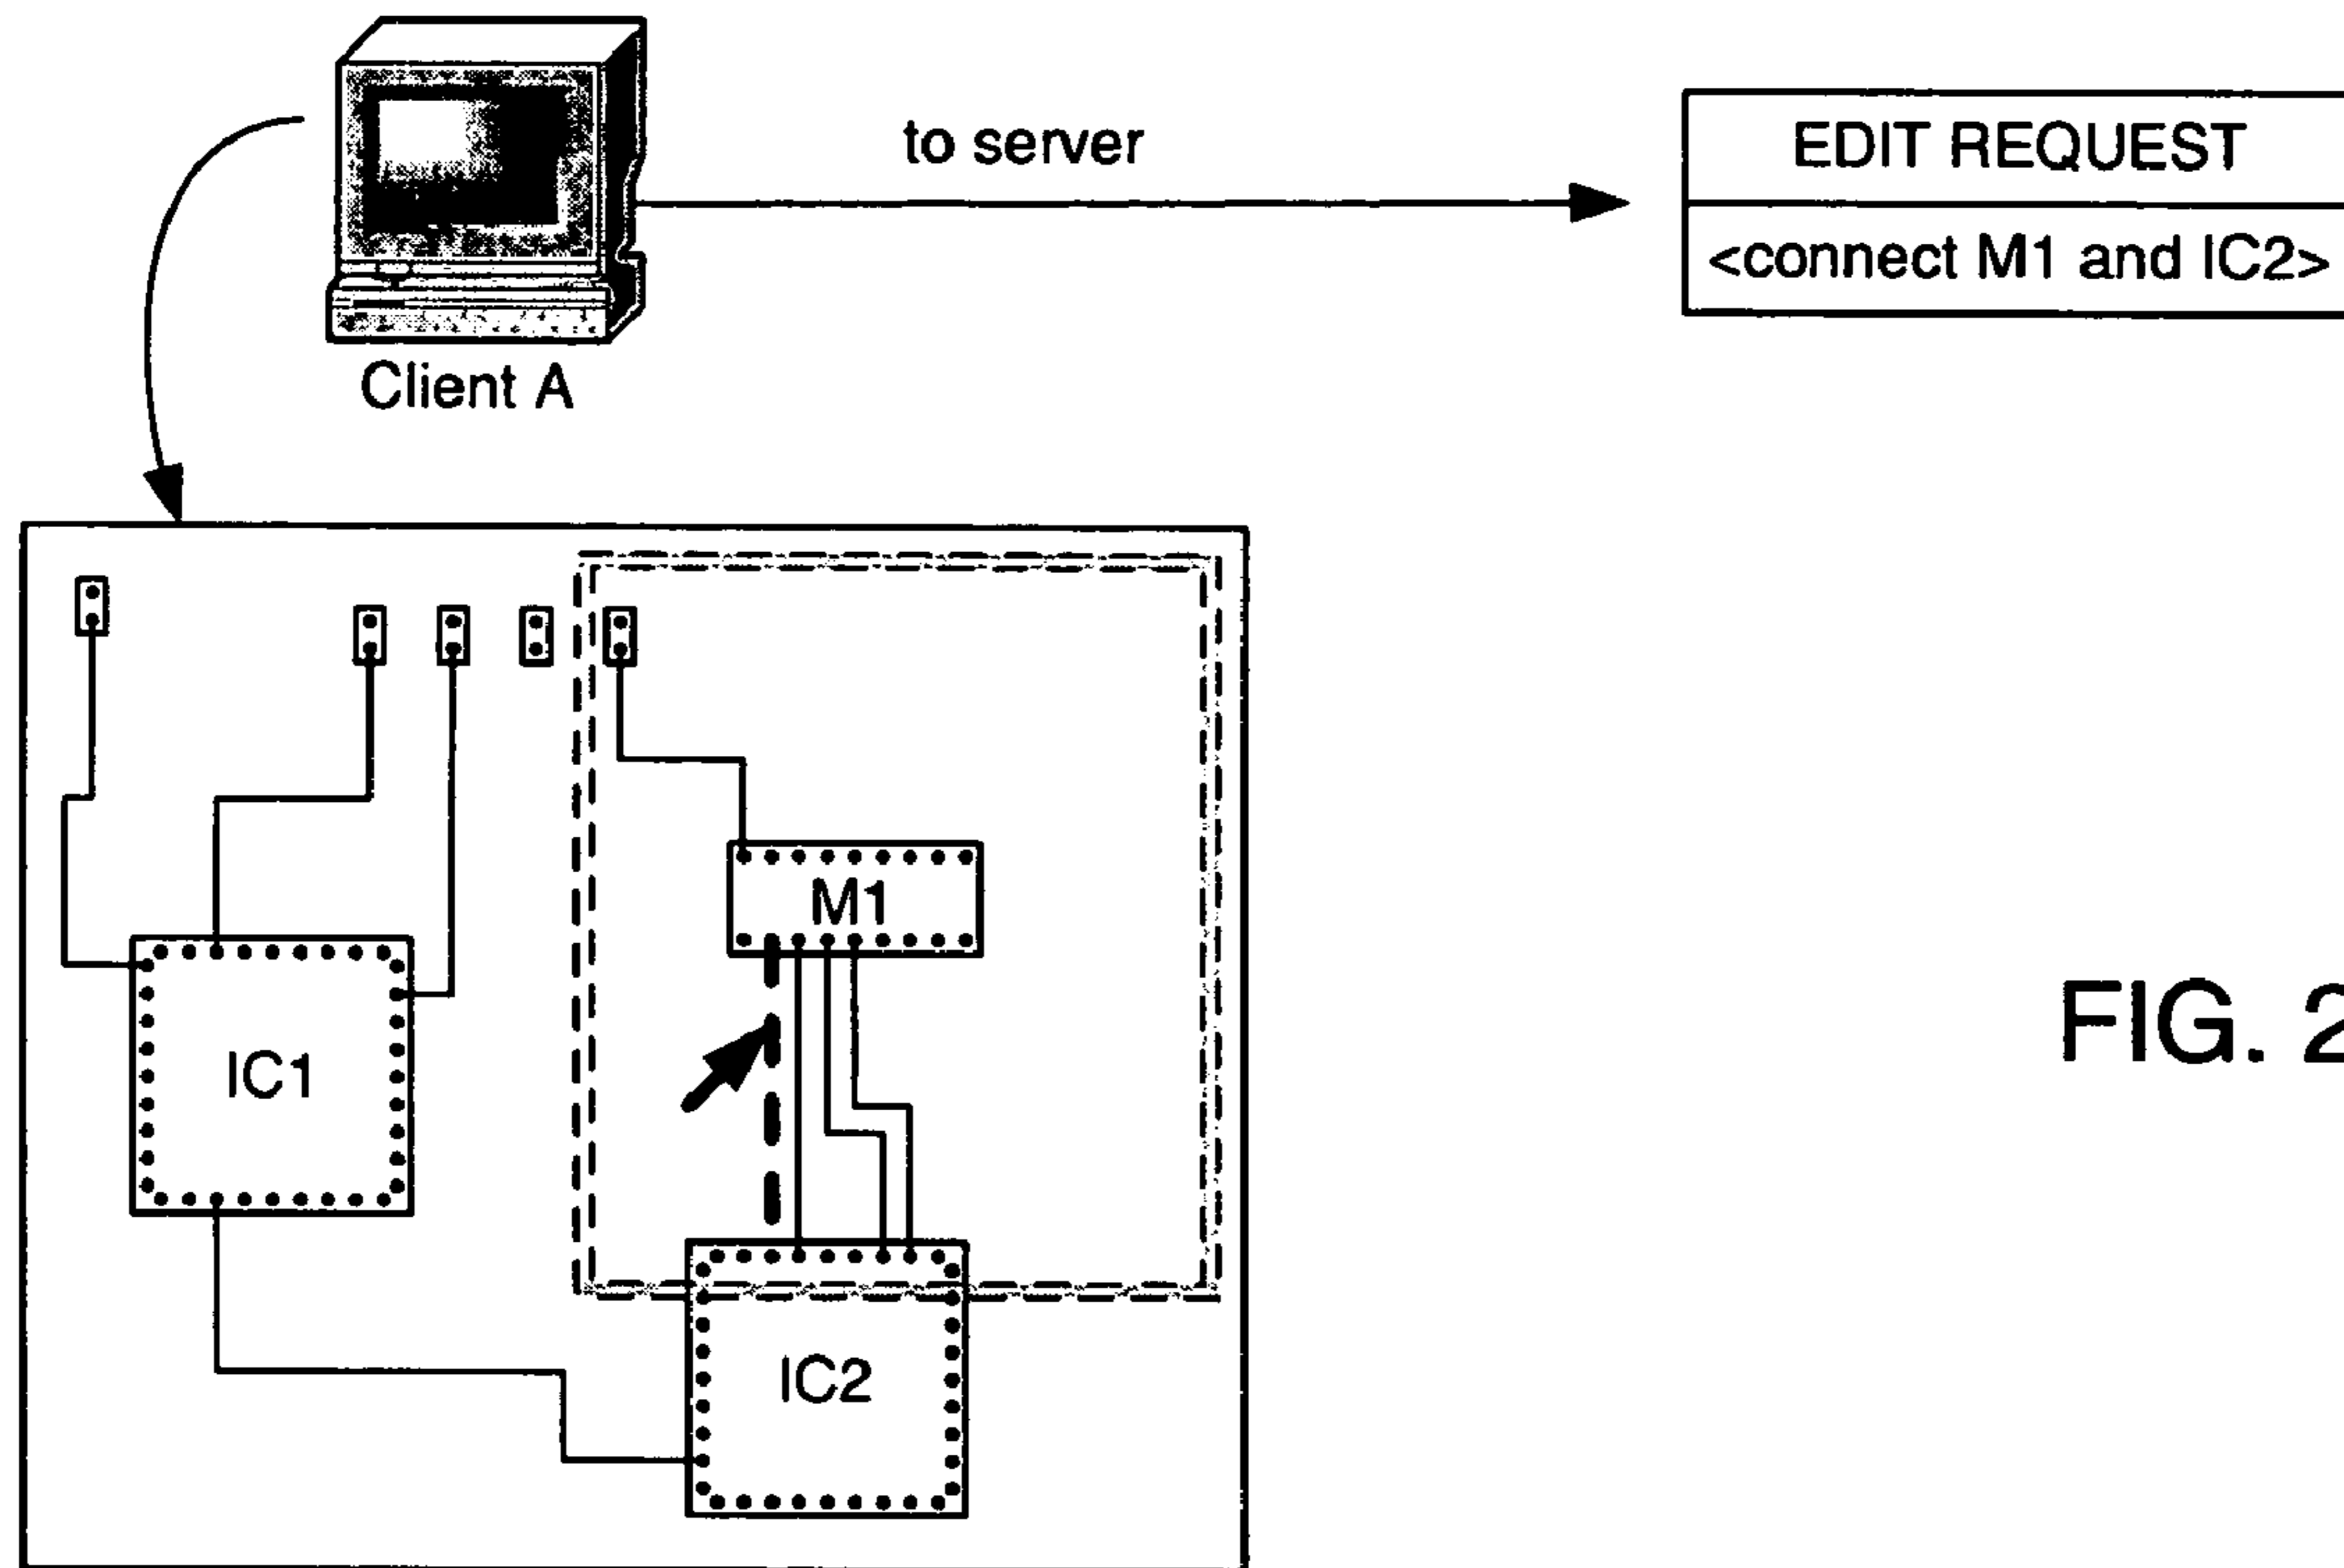 to server
EDIT REQUEST
<connect M1 and IC2>
Client A
M1
IC1
IC2
FIG. 2